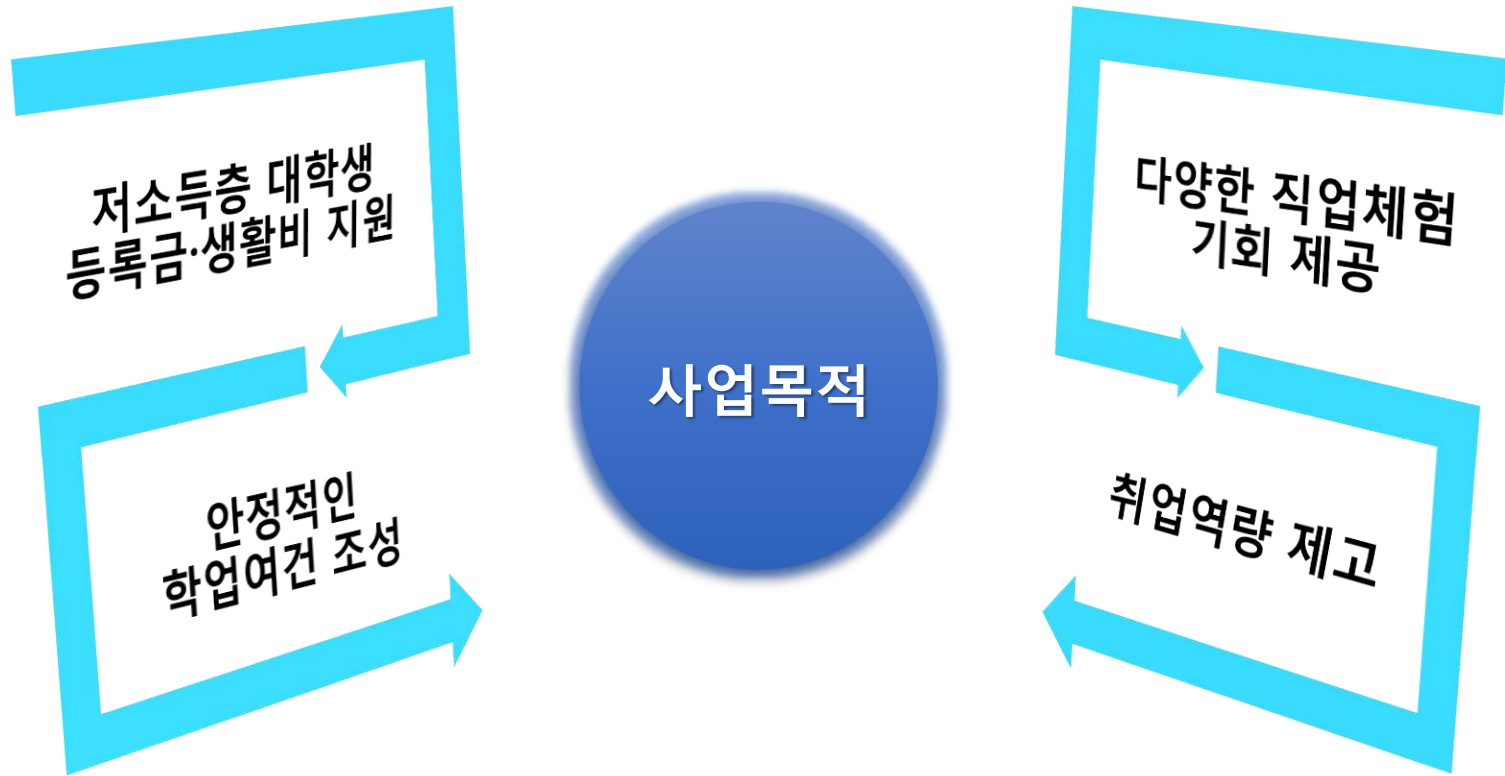 저소득층 대학생
등록금·생활비 지원
안정적인
학업여건 조성
사업목적
다양한 직업체험
기회 제공
취업역량 제고